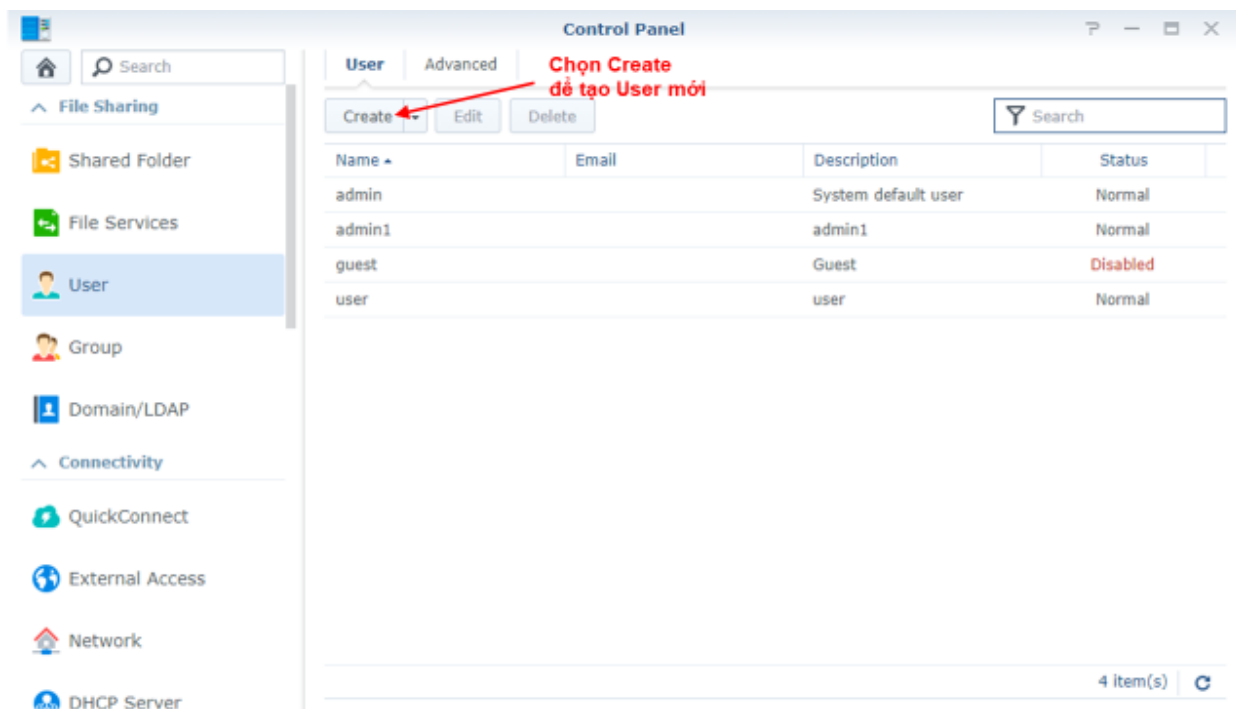 Control Panel
Search
User Advanced
Chọn Create
để tạo User mới
File Sharing
Create Edit Delete
Search
Shared Folder
File Services
User
Group
Domain/LDAP
Connectivity
QuickConnect
External Access
Network
DHCP Server
Name Email Description Status
admin System default user Normal
admin1 admin1 Normal
guest Guest Disabled
user user Normal
4 item(s)